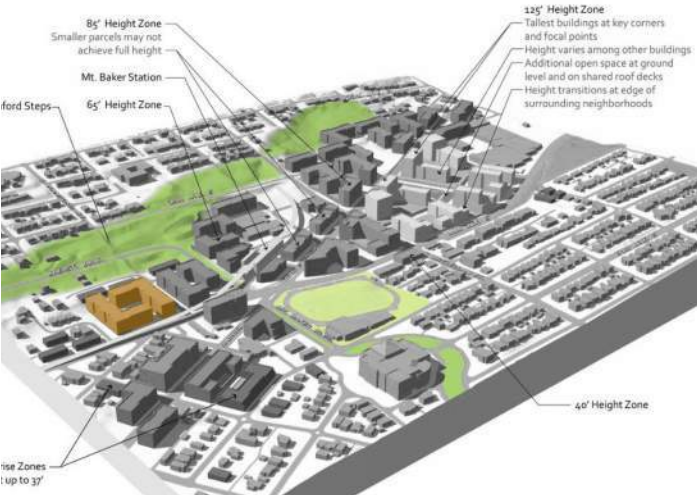 85' Height Zone
Smaller parcels may not
achieve full height
Mt. Baker Station
65' Height Zone
ford Steps
125' Height Zone
Tallest buildings at key corners
and focal points
Height varies among other buildings
Additional open space at ground
level and on shared roof decks
Height transitions at edge of
surrounding neighborhoods
40' Height Zone
rise Zones
t up to 37'